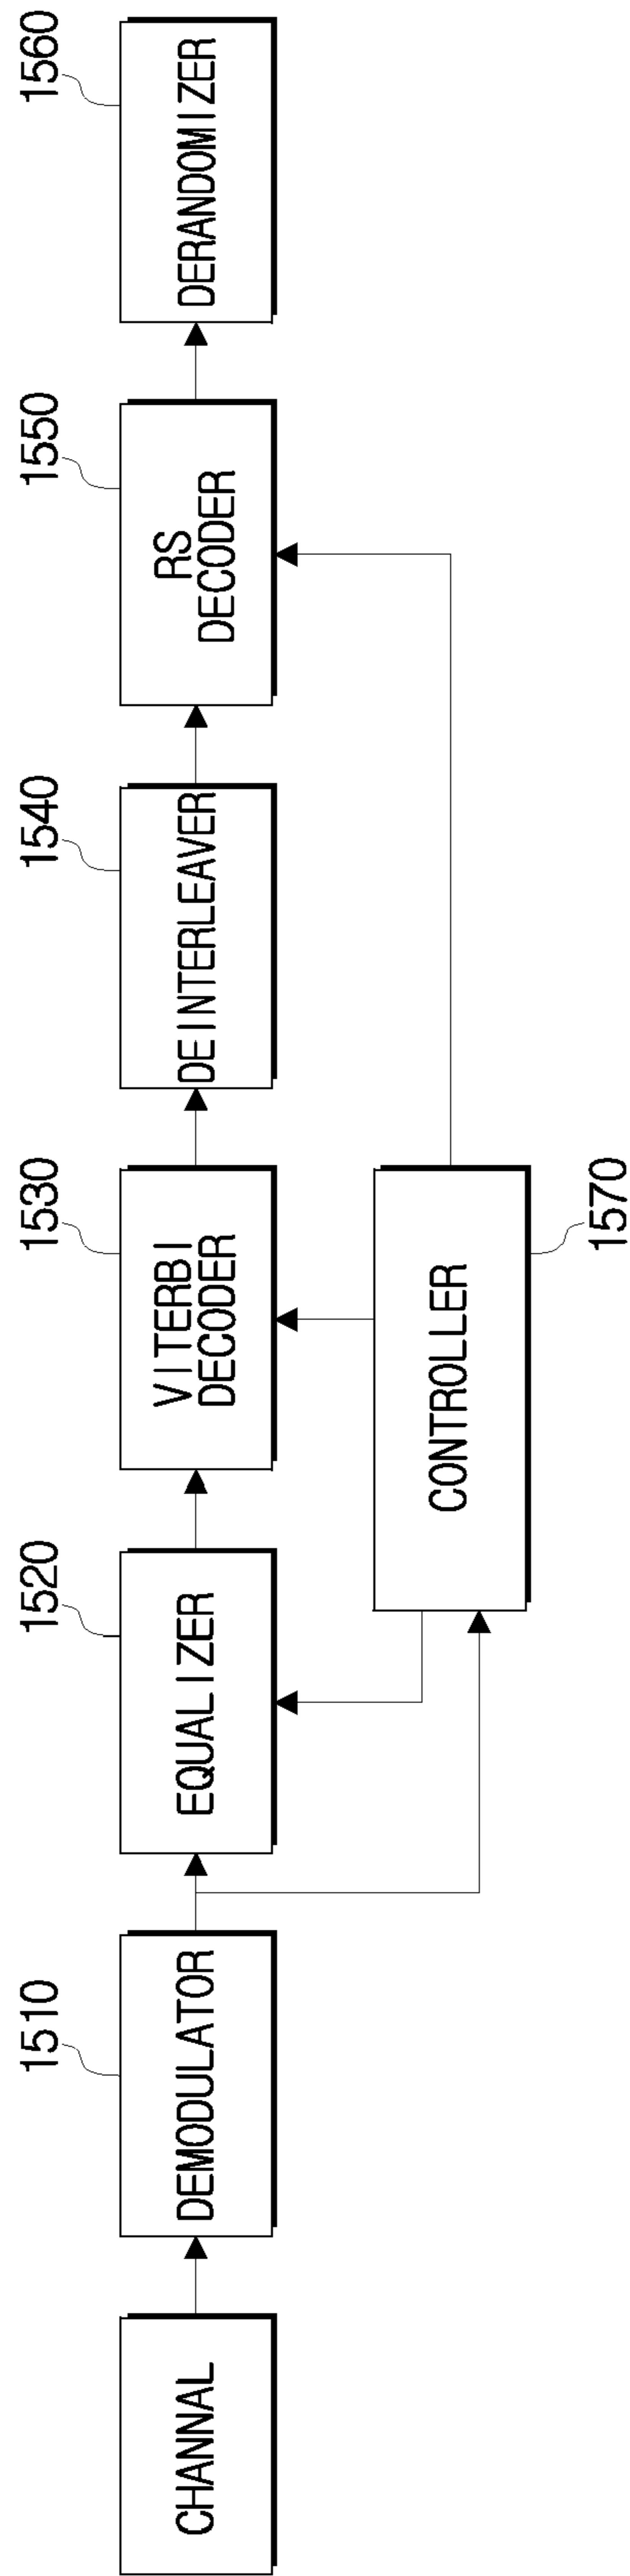 1510
1520
1530
1540
1550
1560
CHANNAL
DEMODULATOR
EQUALIZER
VITERBI
DECODER
DEINTERLEAVER
RS
DECODER
DERANDOMIZER
CONTROLLER
1570